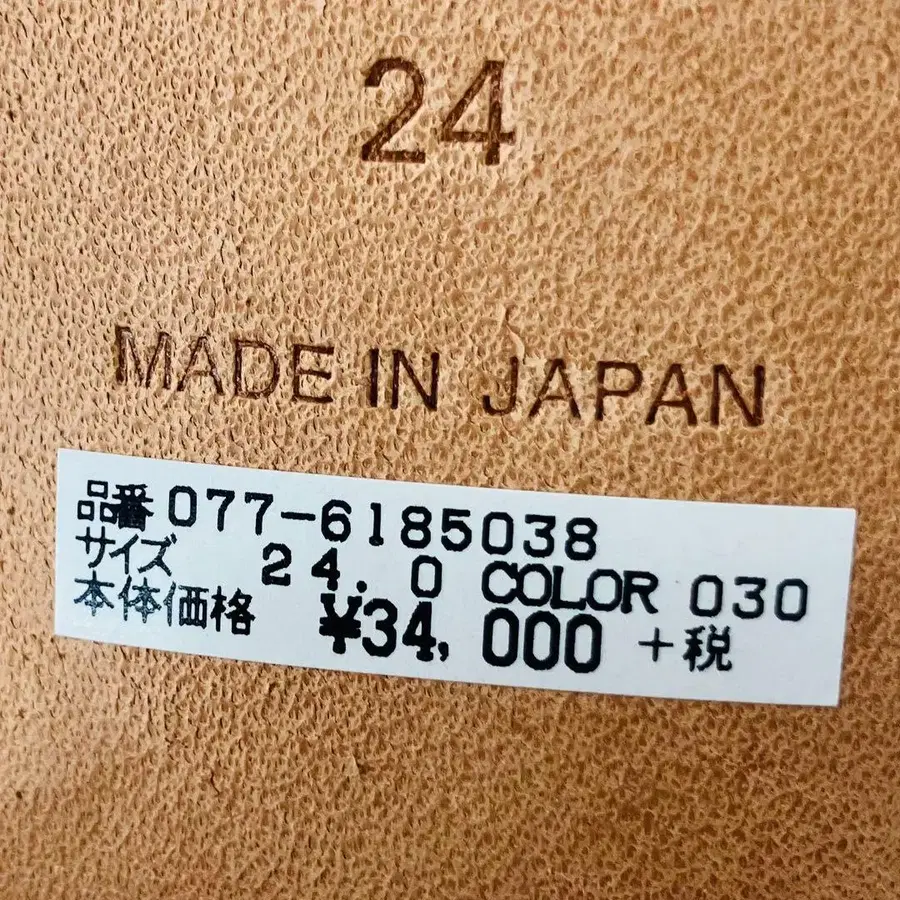 24
MADE IN JAPAN
品番 077-6185038
サイズ 24.0 COLOR 030
本体価格 ¥34,000 +税